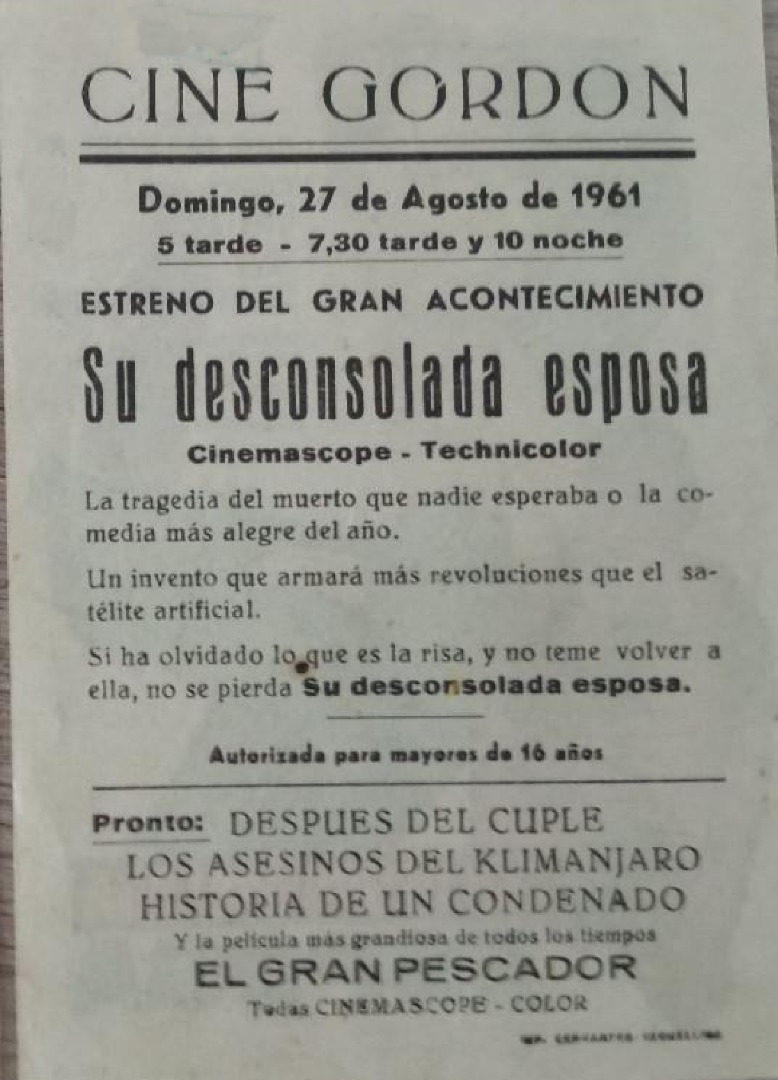 CINE GORDON
Domingo, 27 de Agosto de 1961
5 tarde - 7,30 tarde y 10 noche
ESTRENO DEL GRAN ACONTECIMIENTO
Su desconsolada esposa
Cinemascope - Technicolor
La tragedia del muerto que nadie esperaba o la co-
media más alegre del año.
Un invento que armará más revoluciones que el sa-
télite artificial.
Si ha olvidado lo que es la risa, y no teme volver a
ella, no se pierda Su desconsolada esposa.
Autorizada para mayores de 16 años
Pronto: DESPUES DEL CUPLE
LOS ASESINOS DEL KLIMANJARO
HISTORIA DE UN CONDENADO
Y la película más grandiosa de todos los tiempos
EL GRAN PESCADOR
Todas CINEMASCOPE - COLOR
IMP. CERVANTES